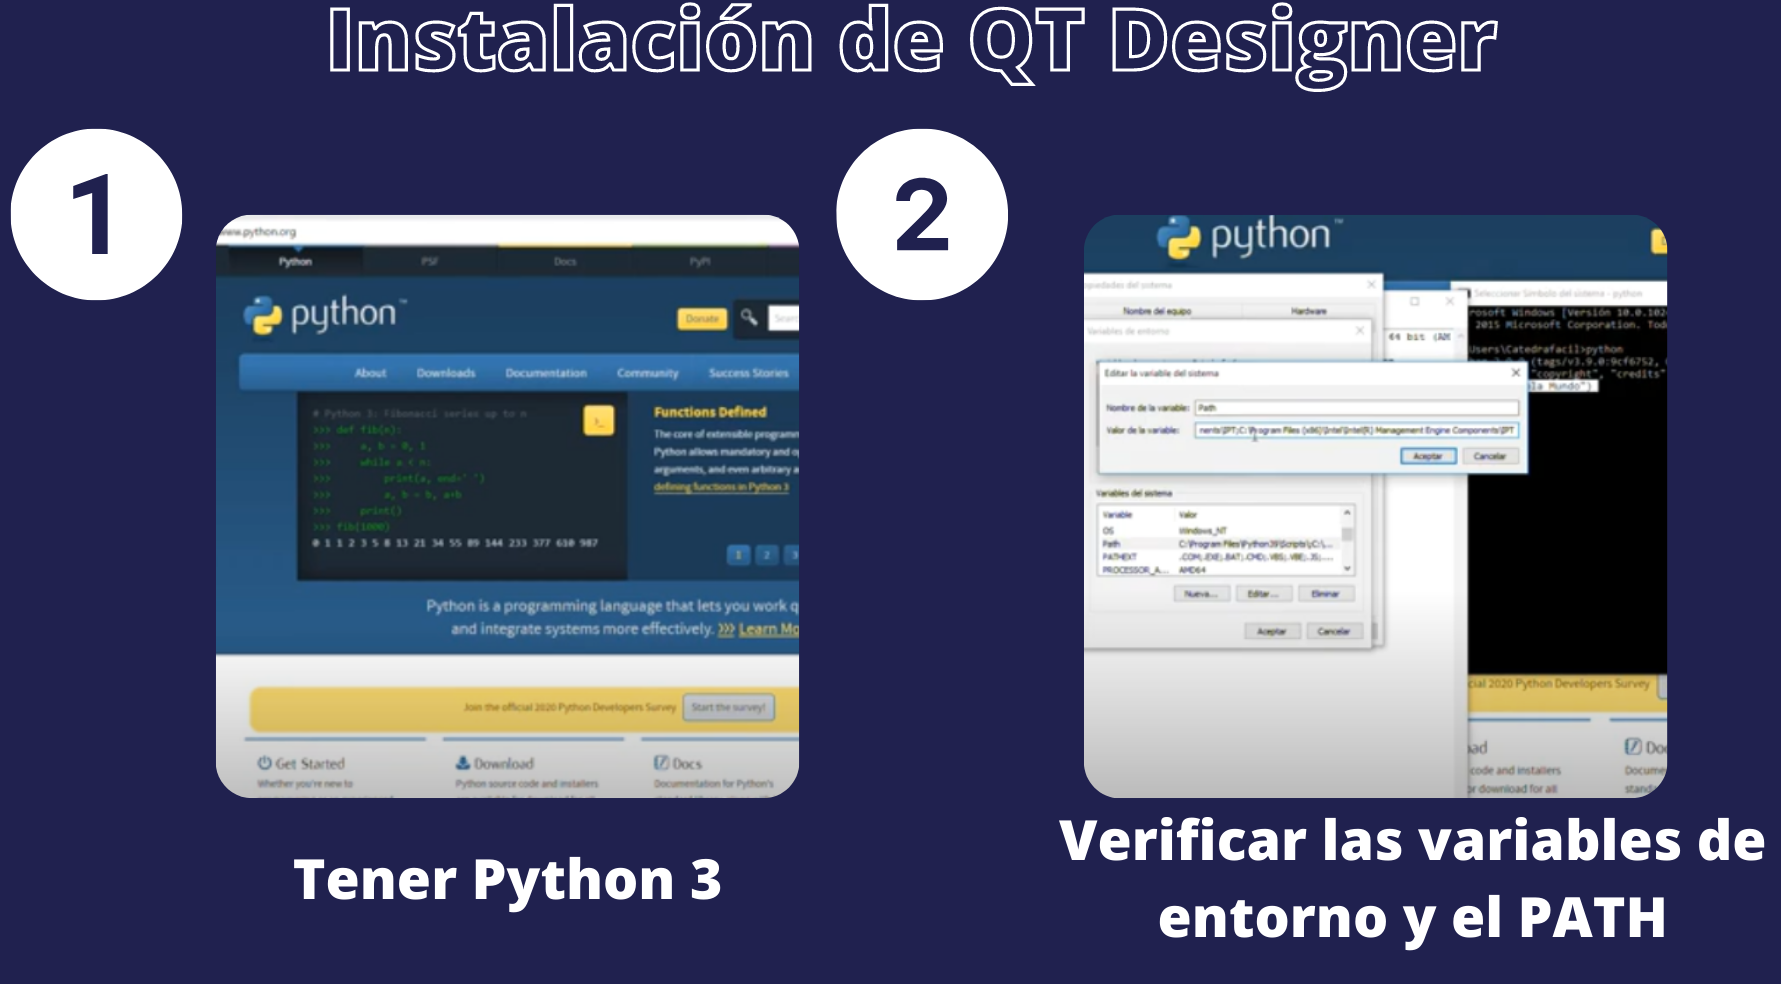 Instalación de QT Designer
1
www.python.org
Python PSF Docs PyPI
python™
Donate
About Downloads Documentation Community Success Stories
# Python 3: Fibonacci series up to n
>>> def fib(n):
>>> a, b = 0, 1
>>> while a < n:
>>> print(a, end=' ')
>>> a, b = b, a+b
>>> print()
>>> fib(1000)
0 1 1 2 3 5 8 13 21 34 55 89 144 233 377 610 987
>_
Functions Defined
The core of extensible programm
Python allows mandatory and op
arguments, and even arbitrary a
defining functions in Python 3
1 2 3
Python is a programming language that lets you work q
and integrate systems more effectively. >>> Learn Mo
Join the official 2020 Python Developers Survey Start the survey!
Get Started
Whether you're new to
Download
Python source code and installers
Docs
Documentation for Python's
Tener Python 3
2
python™
opiedades del sistema
Nombre del equipo Hardware
Variables de entorno
64 bit (AM
Seleccionar Símbolo del sistema - python
rosoft Windows [Versión 10.0.102
2015 Microsoft Corporation. Tod
Users\Catedrafacil>python
(tags/v3.9.0:9cf6752,
"copyright", "credits"
la Mundo")
Editar la variable del sistema
Nombre de la variable: Path
Valor de la variable: nents\IPT;C:\Program Files (x86)\Intel\Intel(R) Management Engine Components\IPT
Aceptar Cancelar
Variables del sistema
Variable Valor
OS Windows_NT
Path C:\Program Files\Python39\Scripts\;C:\...
PATHEXT .COM;.EXE;.BAT;.CMD;.VBS;.VBE;.JS;....
PROCESSOR_A... AMD64
Nueva... Editar... Eliminar
Aceptar Cancelar
cial 2020 Python Developers Survey
ad
code and installers
or download for all
Doc
Docume
stand
Verificar las variables de
entorno y el PATH